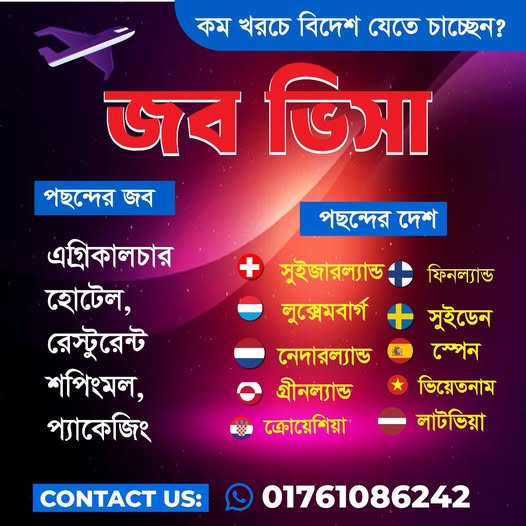 কম খরচে বিদেশ যেতে চাচ্ছেন?
জব ভিসা
পছন্দের জব
এগ্রিকালচার
হোটেল,
রেস্টুরেন্ট
শপিংমল,
প্যাকেজিং
পছন্দের দেশ
সুইজারল্যান্ড ফিনল্যান্ড
লুক্সেমবার্গ সুইডেন
নেদারল্যান্ড স্পেন
গ্রীনল্যান্ড ভিয়েতনাম
ক্রোয়েশিয়া লাটভিয়া
CONTACT US: 01761086242